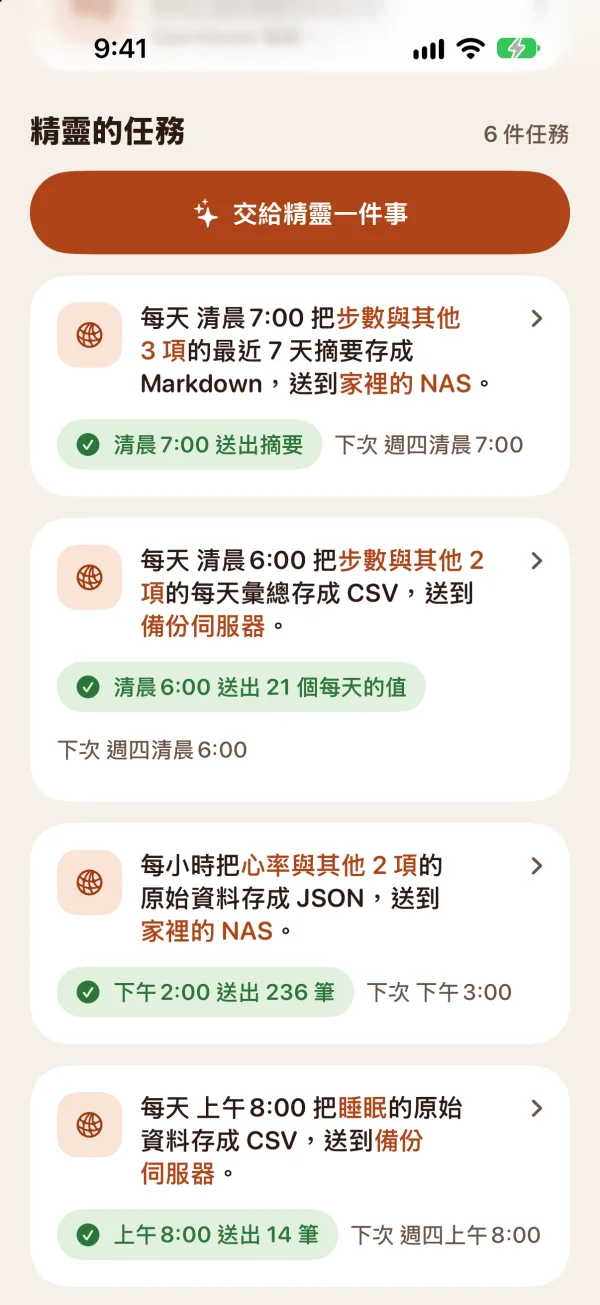 9:41
精靈的任務
6 件任務
交給精靈一件事
每天 清晨7:00 把步數與其他
3 項的最近 7 天摘要存成
Markdown，送到家裡的 NAS。
清晨7:00 送出摘要
下次 週四清晨7:00
每天 清晨6:00 把步數與其他 2
項的每天彙總存成 CSV，送到
備份伺服器。
清晨6:00 送出 21 個每天的值
下次 週四清晨6:00
每小時把心率與其他 2 項的
原始資料存成 JSON，送到
家裡的 NAS。
下午2:00 送出 236 筆
下次 下午3:00
每天 上午8:00 把睡眠的原始
資料存成 CSV，送到備份
伺服器。
上午8:00 送出 14 筆
下次 週四上午8:00